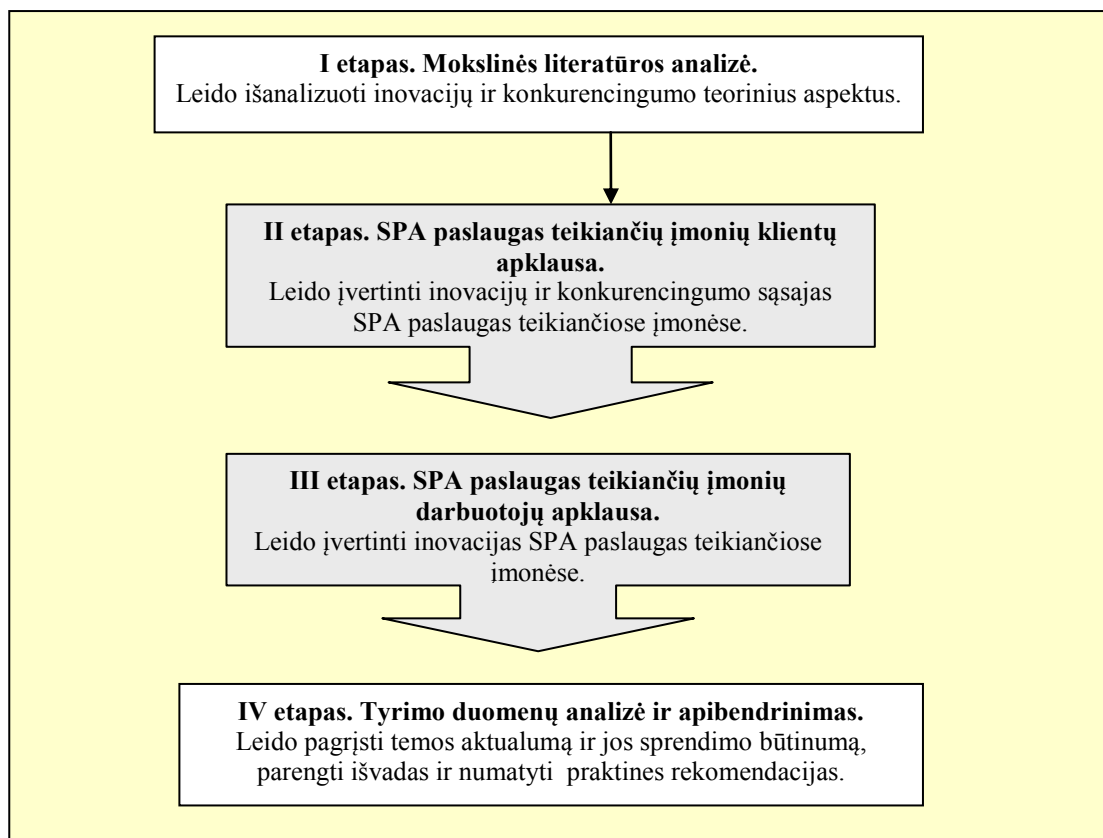 I etapas. Mokslinės literatūros analizė.
Leido išanalizuoti inovacijų ir konkurencingumo teorinius aspektus.
II etapas. SPA paslaugas teikiančių įmonių klientų
apklausa.
Leido įvertinti inovacijų ir konkurencingumo sąsajas
SPA paslaugas teikiančiose įmonėse.
III etapas. SPA paslaugas teikiančių įmonių
darbuotojų apklausa.
Leido įvertinti inovacijas SPA paslaugas teikiančiose
įmonėse.
IV etapas. Tyrimo duomenų analizė ir apibendrinimas.
Leido pagrįsti temos aktualumą ir jos sprendimo būtinumą,
parengti išvadas ir numatyti praktines rekomendacijas.